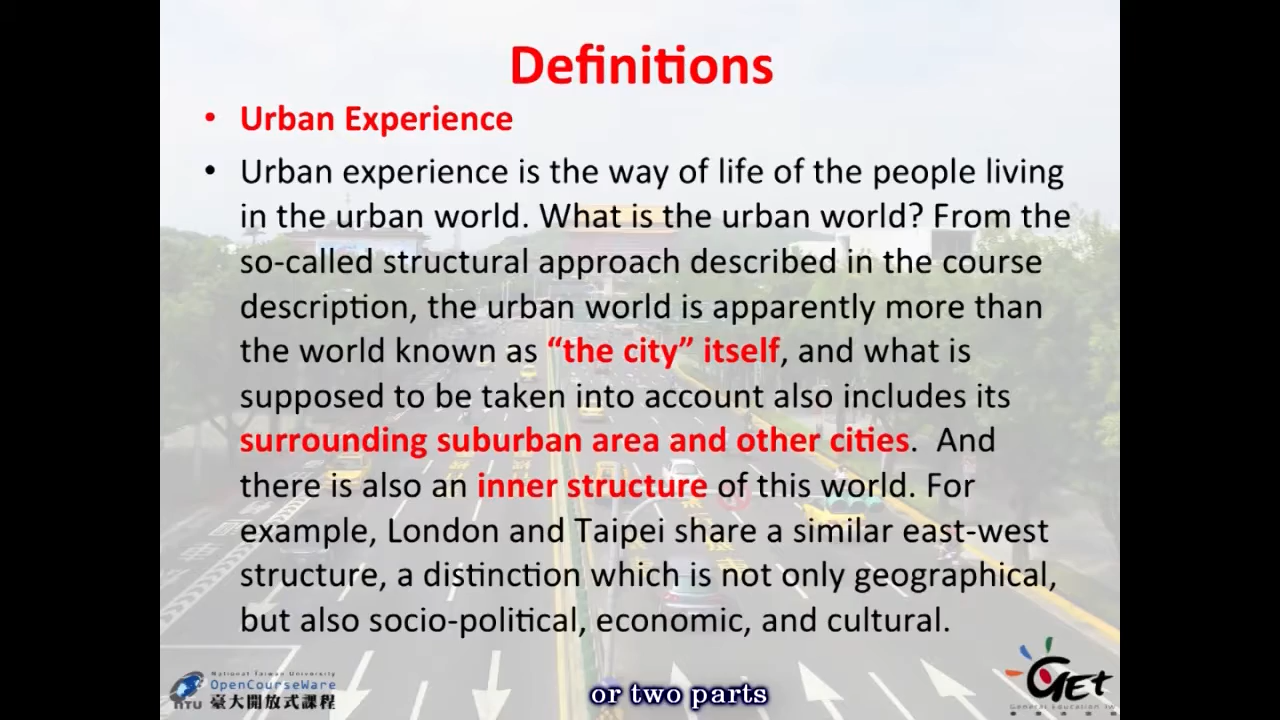 Definitions
• Urban Experience
• Urban experience is the way of life of the people living
in the urban world. What is the urban world? From the
so-called structural approach described in the course
description, the urban world is apparently more than
the world known as “the city” itself, and what is
supposed to be taken into account also includes its
surrounding suburban area and other cities. And
there is also an inner structure of this world. For
example, London and Taipei share a similar east-west
structure, a distinction which is not only geographical,
but also socio-political, economic, and cultural.
National Taiwan University
OpenCourseWare
NTU 臺大開放式課程
or two parts
GET
General Education